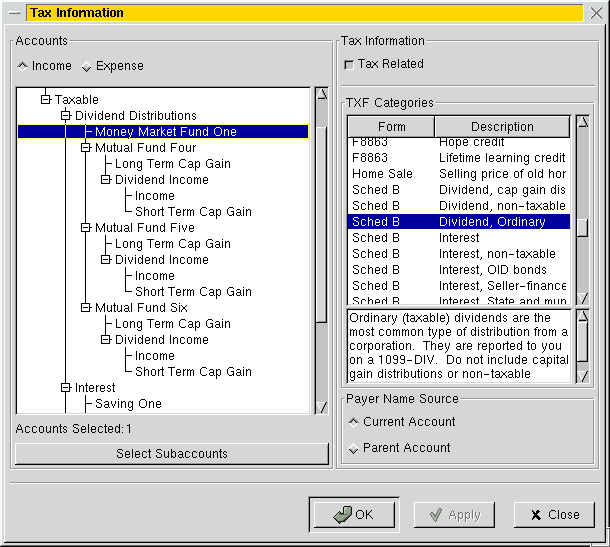 Tax Information
Accounts
Income
Expense
Taxable
Dividend Distributions
Money Market Fund One
Mutual Fund Four
Long Term Cap Gain
Dividend Income
Income
Short Term Cap Gain
Mutual Fund Five
Long Term Cap Gain
Dividend Income
Income
Short Term Cap Gain
Mutual Fund Six
Long Term Cap Gain
Dividend Income
Income
Short Term Cap Gain
Interest
Saving One
Accounts Selected: 1
Select Subaccounts
Tax Information
Tax Related
TXF Categories
Form Description
F8863 Hope credit
F8863 Lifetime learning credit
Home Sale Selling price of old hor
Sched B Dividend, cap gain dis
Sched B Dividend, non-taxable
Sched B Dividend, Ordinary
Sched B Interest
Sched B Interest, non-taxable
Sched B Interest, OID bonds
Sched B Interest, Seller-finance
Sched B Interest, State and mun
Ordinary (taxable) dividends are the
most common type of distribution from a
corporation. They are reported to you
on a 1099-DIV. Do not include capital
gain distributions or non-taxable
Payer Name Source
Current Account
Parent Account
OK
Apply
Close